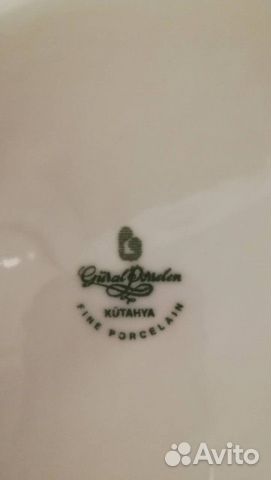 Güral Porselen
KÜTAHYA
FINE PORCELAIN
Avito